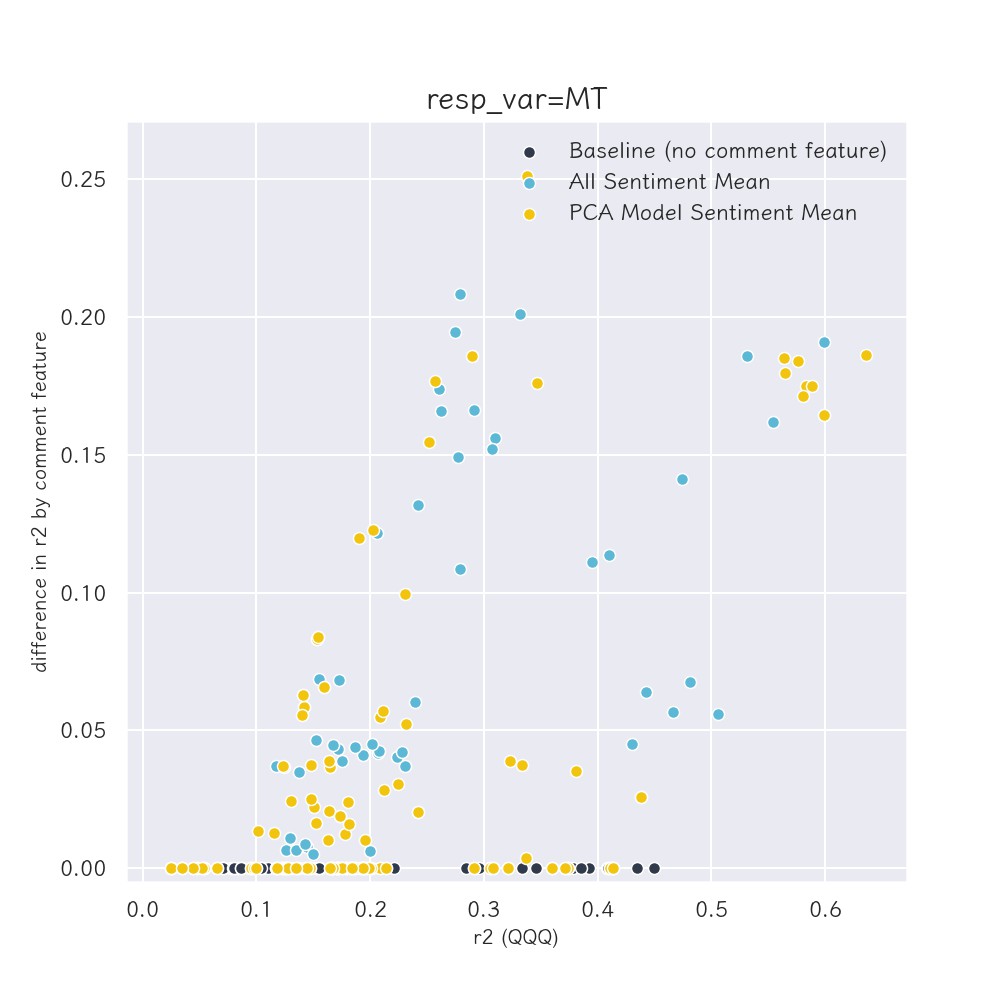 resp_var=MT
Baseline (no comment feature)
All Sentiment Mean
PCA Model Sentiment Mean
difference in r2 by comment feature
0.25
0.20
0.15
0.10
0.05
0.00
0.0 0.1 0.2 0.3 0.4 0.5 0.6
r2 (QQQ)